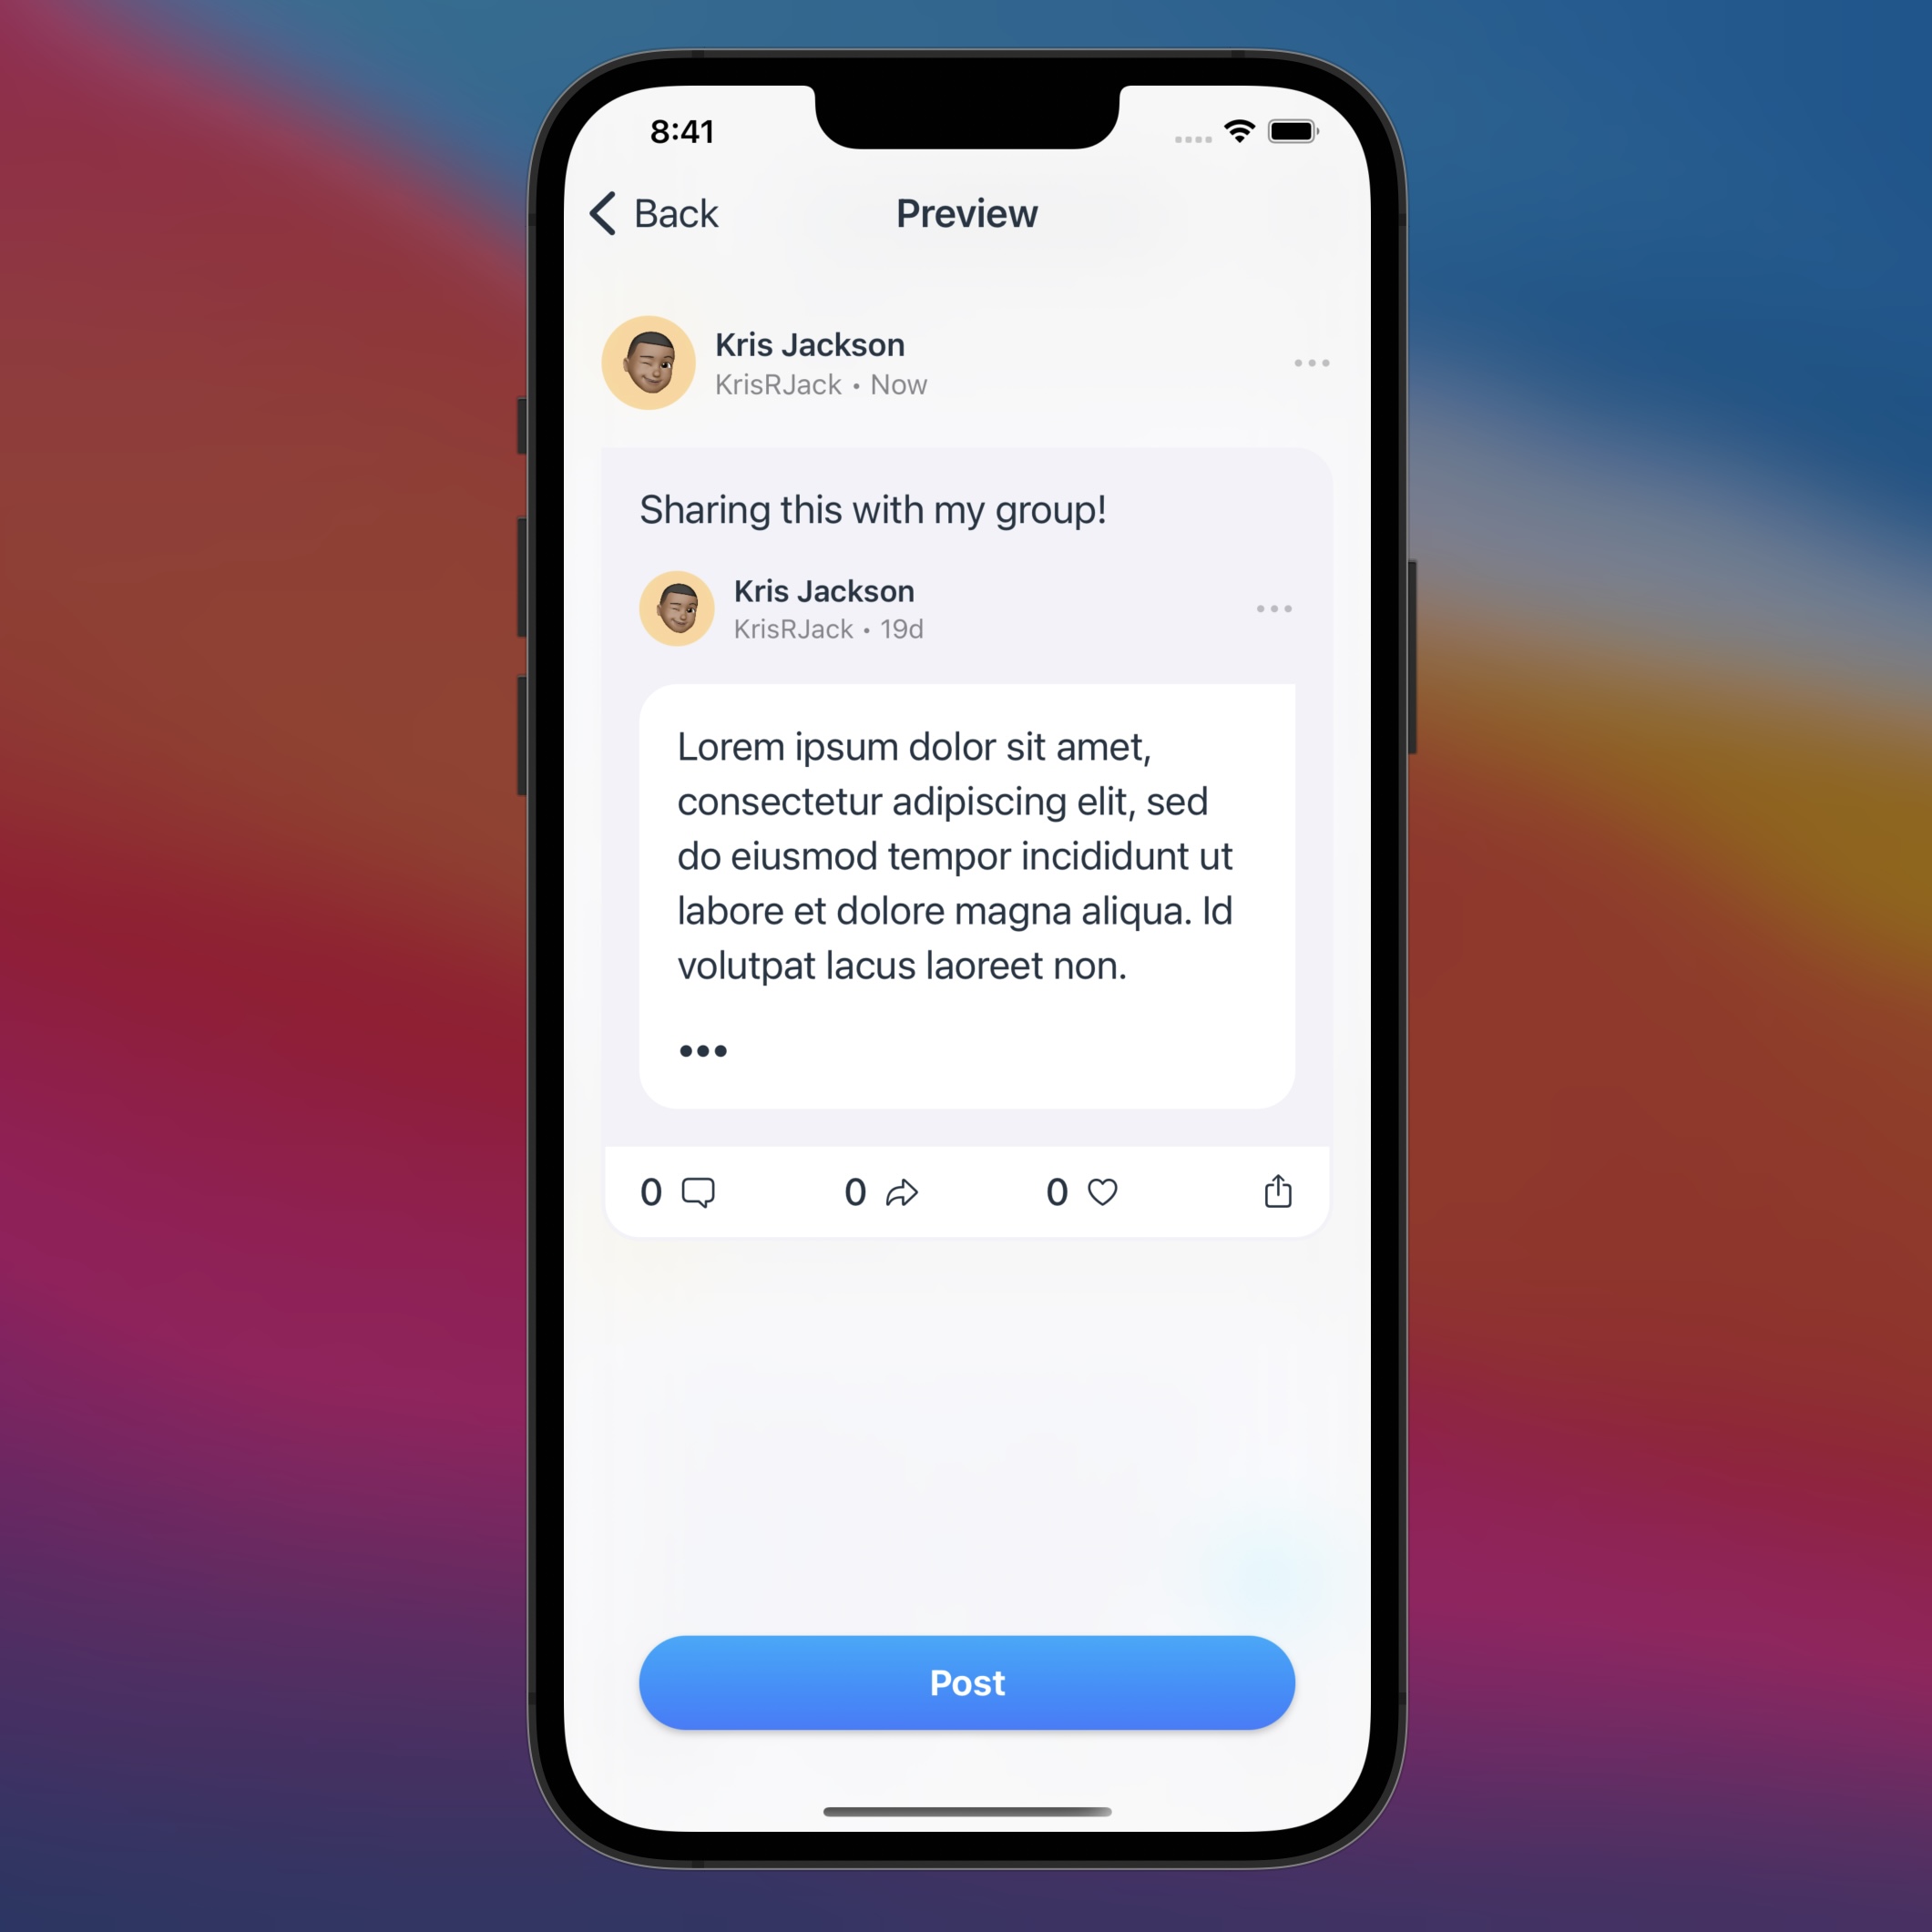 8:41
Back
Preview
Kris Jackson
KrisRJack • Now
Sharing this with my group!
Kris Jackson
KrisRJack • 19d
Lorem ipsum dolor sit amet,
consectetur adipiscing elit, sed
do eiusmod tempor incididunt ut
labore et dolore magna aliqua. Id
volutpat lacus laoreet non.
•••
0 0 0
Post